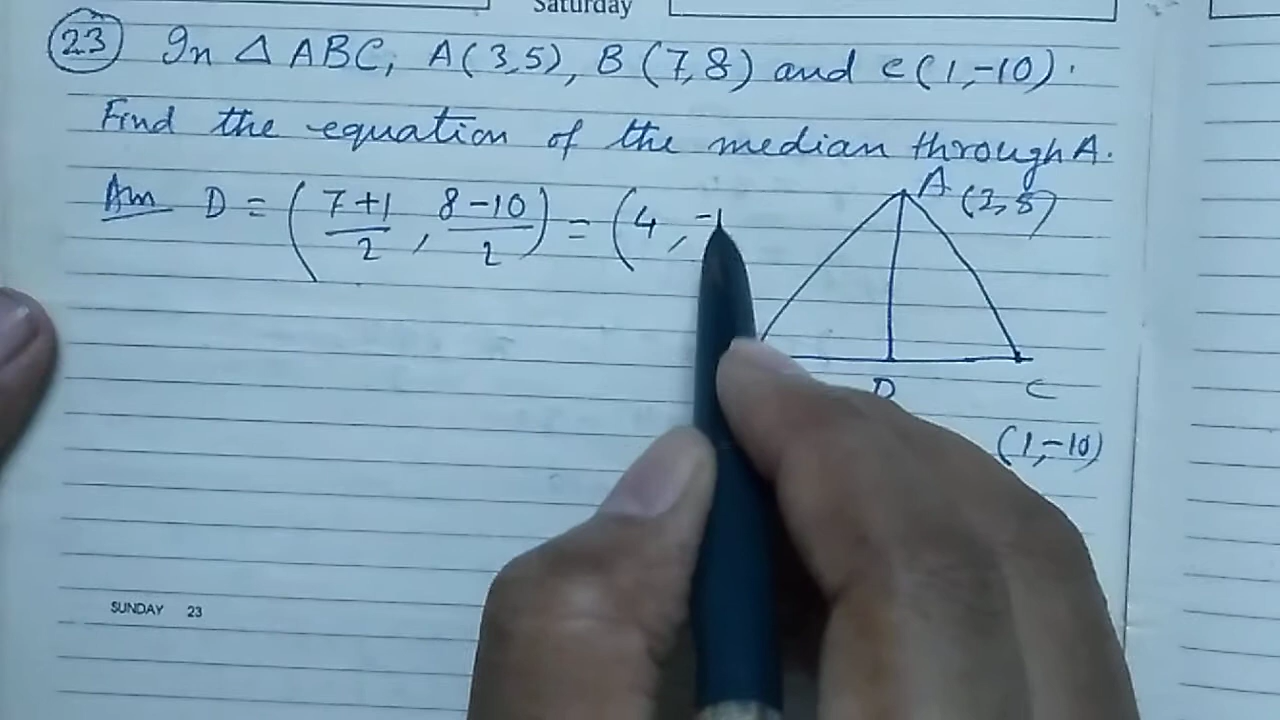 Saturday
23 In △ ABC, A(3,5), B(7,8) and C(1,-10).
Find the equation of the median through A.
Ans D = (7+1/2, 8-10/2) = (4, -1
A (3,5)
D C
(1,-10)
SUNDAY 23